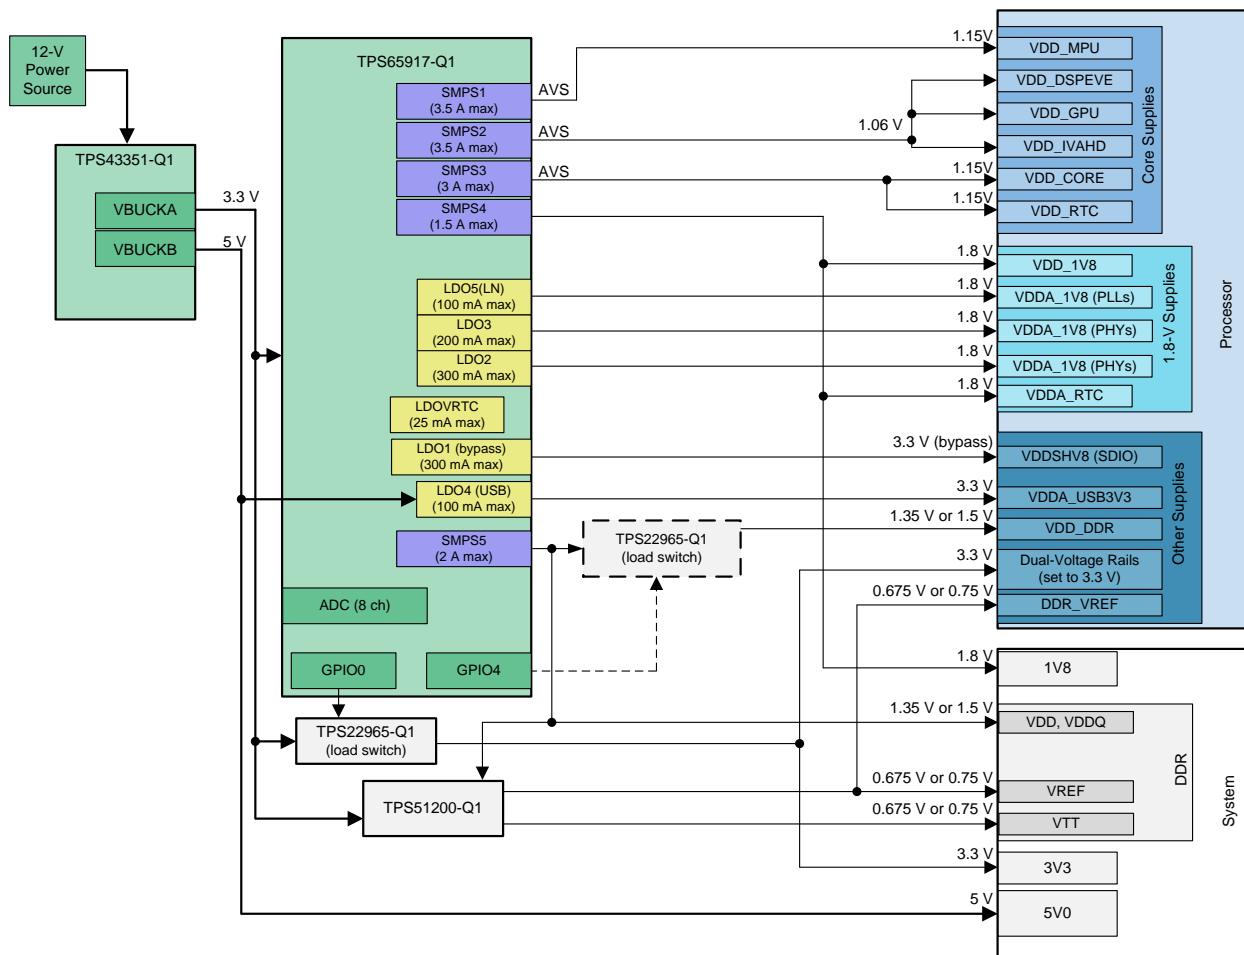 12-V
Power
Source
TPS43351-Q1
VBUCKA
VBUCKB
3.3 V
5 V
TPS65917-Q1
SMPS1
(3.5 A max)
SMPS2
(3.5 A max)
SMPS3
(3 A max)
SMPS4
(1.5 A max)
LDO5(LN)
(100 mA max)
LDO3
(200 mA max)
LDO2
(300 mA max)
LDOVRTC
(25 mA max)
LDO1 (bypass)
(300 mA max)
LDO4 (USB)
(100 mA max)
SMPS5
(2 A max)
ADC (8 ch)
GPIO0
GPIO4
AVS
AVS
AVS
TPS22965-Q1
(load switch)
TPS22965-Q1
(load switch)
TPS51200-Q1
1.15V
1.06 V
1.15V
1.15V
1.8 V
1.8 V
1.8 V
1.8 V
1.8 V
3.3 V (bypass)
3.3 V
1.35 V or 1.5 V
3.3 V
0.675 V or 0.75 V
1.8 V
1.35 V or 1.5 V
0.675 V or 0.75 V
0.675 V or 0.75 V
3.3 V
5 V
VDD_MPU
VDD_DSPEVE
VDD_GPU
VDD_IVAHD
VDD_CORE
VDD_RTC
Core Supplies
VDD_1V8
VDDA_1V8 (PLLs)
VDDA_1V8 (PHYs)
VDDA_1V8 (PHYs)
VDDA_RTC
1.8-V Supplies
VDDSHV8 (SDIO)
VDDA_USB3V3
VDD_DDR
Dual-Voltage Rails
(set to 3.3 V)
DDR_VREF
Other Supplies
Processor
1V8
VDD, VDDQ
VREF
VTT
DDR
3V3
5V0
System